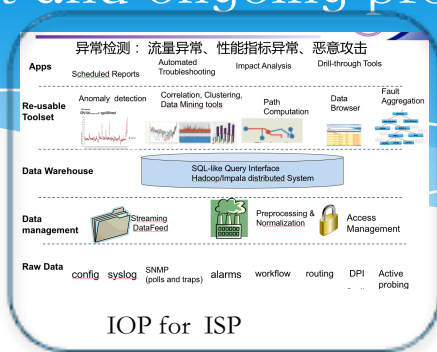 t and ongoing pro
异常检测：流量异常、性能指标异常、恶意攻击
Apps
Scheduled Reports
Automated
Troubleshooting
Impact Analysis
Drill-through Tools
Re-usable
Toolset
Anomaly detection
Correlation, Clustering,
Data Mining tools
Path
Computation
Data
Browser
Fault
Aggregation
Data Warehouse
SQL-like Query Interface
Hadoop/Impala distributed System
Data
management
Streaming
DataFeed
Preprocessing &
Normalization
Access
Management
Raw Data
config
syslog
SNMP
(polls and traps)
alarms
workflow
routing
DPI
Active
probing
IOP for ISP